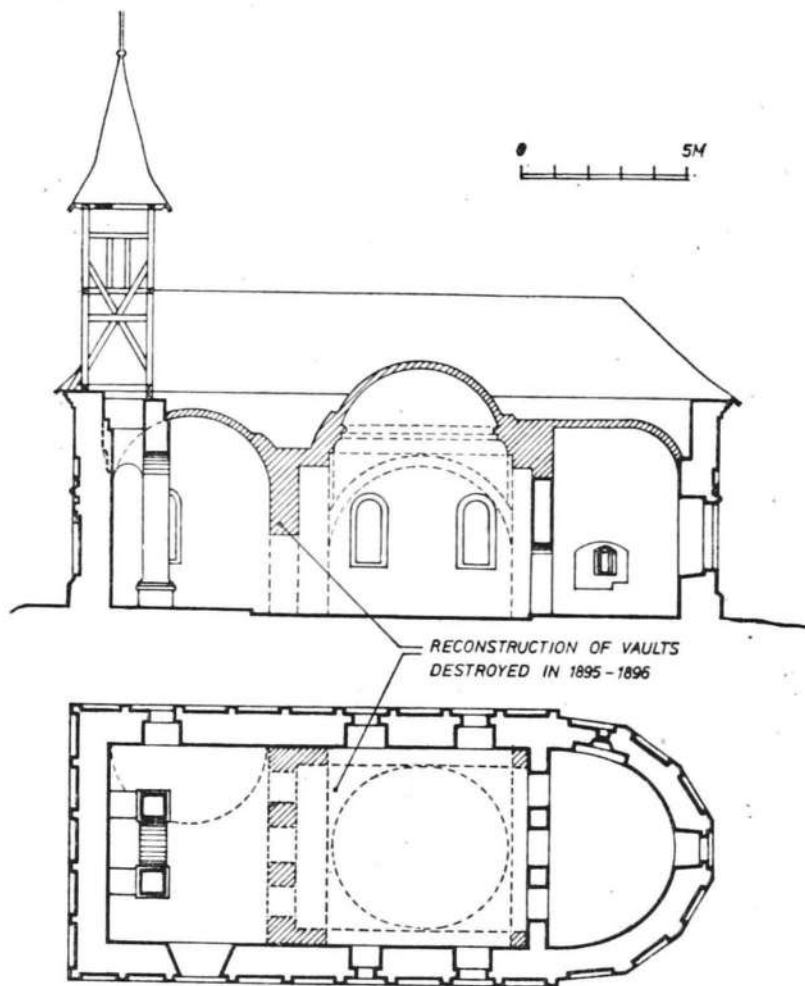 0 5M
RECONSTRUCTION OF VAULTS
DESTROYED IN 1895-1896